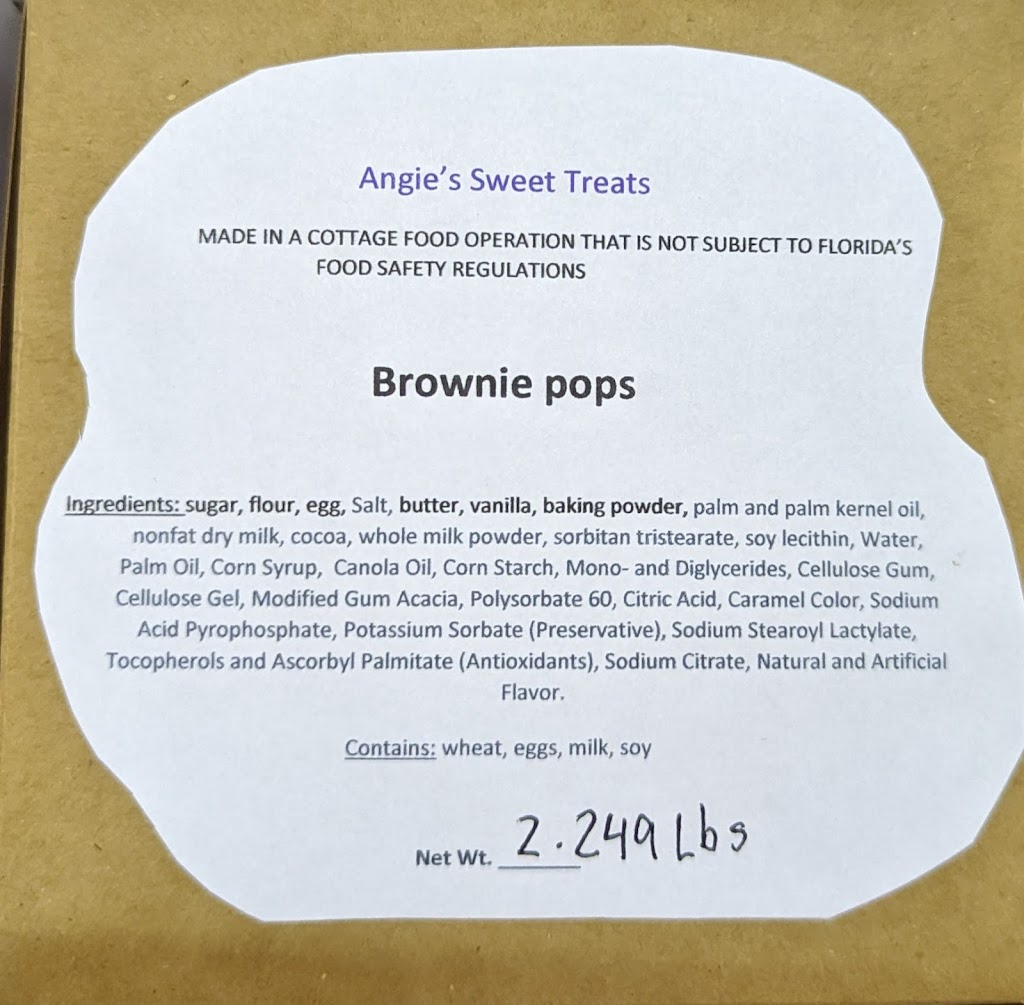 Angie's Sweet Treats
MADE IN A COTTAGE FOOD OPERATION THAT IS NOT SUBJECT TO FLORIDA'S
FOOD SAFETY REGULATIONS
Brownie pops
Ingredients: sugar, flour, egg, Salt, butter, vanilla, baking powder, palm and palm kernel oil,
nonfat dry milk, cocoa, whole milk powder, sorbitan tristearate, soy lecithin, Water,
Palm Oil, Corn Syrup, Canola Oil, Corn Starch, Mono- and Diglycerides, Cellulose Gum,
Cellulose Gel, Modified Gum Acacia, Polysorbate 60, Citric Acid, Caramel Color, Sodium
Acid Pyrophosphate, Potassium Sorbate (Preservative), Sodium Stearoyl Lactylate,
Tocopherols and Ascorbyl Palmitate (Antioxidants), Sodium Citrate, Natural and Artificial
Flavor.
Contains: wheat, eggs, milk, soy
Net Wt. 2.249 Lbs